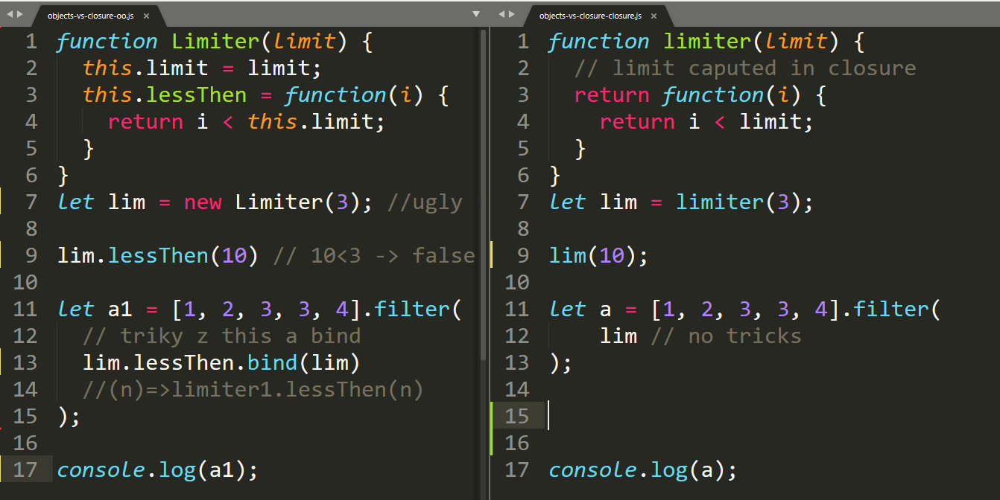 objects-vs-closure-oo.js ×
1 function Limiter(limit) {
2   this.limit = limit;
3   this.lessThen = function(i) {
4     return i < this.limit;
5   }
6 }
7 let lim = new Limiter(3); //ugly
8
9 lim.lessThen(10) // 10<3 -> false
10
11 let a1 = [1, 2, 3, 3, 4].filter(
12   // triky z this a bind
13   lim.lessThen.bind(lim)
14   //(n)=>limiter1.lessThen(n)
15 );
16
17 console.log(a1);
objects-vs-closure-closure.js ×
1 function limiter(limit) {
2   // limit caputed in closure
3   return function(i) {
4     return i < limit;
5   }
6 }
7 let lim = limiter(3);
8
9 lim(10);
10
11 let a = [1, 2, 3, 3, 4].filter(
12     lim // no tricks
13 );
14
15
16
17 console.log(a);